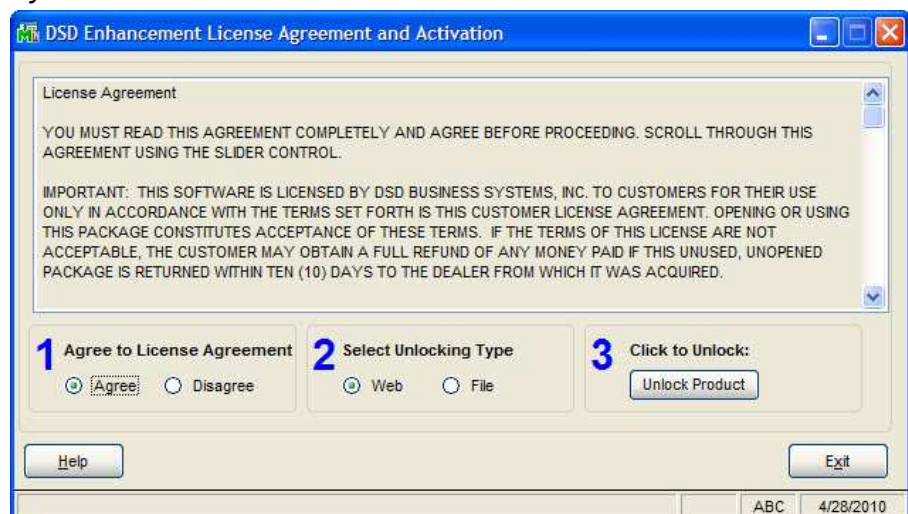 DSD Enhancement License Agreement and Activation
License Agreement
YOU MUST READ THIS AGREEMENT COMPLETELY AND AGREE BEFORE PROCEEDING. SCROLL THROUGH THIS
AGREEMENT USING THE SLIDER CONTROL.
IMPORTANT: THIS SOFTWARE IS LICENSED BY DSD BUSINESS SYSTEMS, INC. TO CUSTOMERS FOR THEIR USE
ONLY IN ACCORDANCE WITH THE TERMS SET FORTH IS THIS CUSTOMER LICENSE AGREEMENT. OPENING OR USING
THIS PACKAGE CONSTITUTES ACCEPTANCE OF THESE TERMS. IF THE TERMS OF THIS LICENSE ARE NOT
ACCEPTABLE, THE CUSTOMER MAY OBTAIN A FULL REFUND OF ANY MONEY PAID IF THIS UNUSED, UNOPENED
PACKAGE IS RETURNED WITHIN TEN (10) DAYS TO THE DEALER FROM WHICH IT WAS ACQUIRED.
1 Agree to License Agreement
Agree Disagree
2 Select Unlocking Type
Web File
3 Click to Unlock:
Unlock Product
Help Exit
ABC 4/28/2010